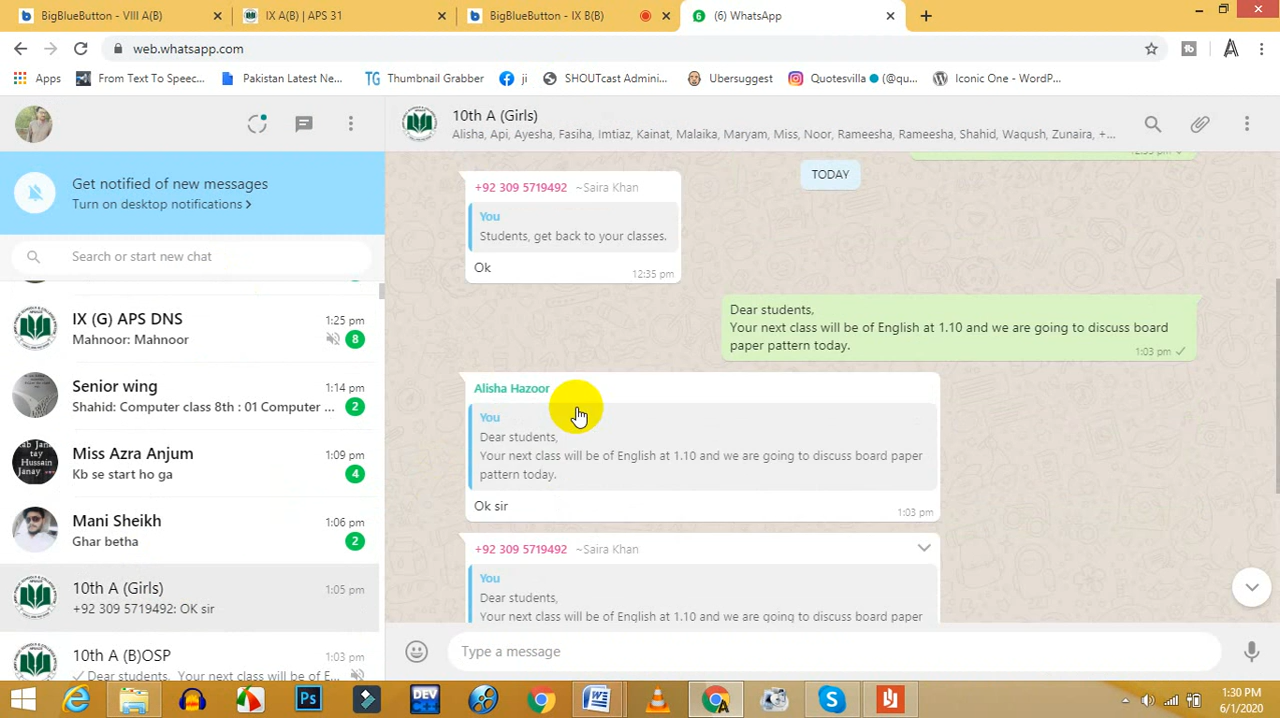 BigBlueButton - VIII A(B)
IX A(B) | APS 31
BigBlueButton - IX B(B)
(6) WhatsApp
web.whatsapp.com
Apps
From Text To Speec...
Pakistan Latest Ne...
TG Thumbnail Grabber
ji
SHOUTcast Admini...
Ubersuggest
Quotesvilla (@qu...
Iconic One - WordP...
10th A (Girls)
Alisha, Api, Ayesha, Fasiha, Imtiaz, Kainat, Malaika, Maryam, Miss, Noor, Rameesha, Rameesha, Shahid, Waqush, Zunaira, +...
Get notified of new messages
Turn on desktop notifications >
Search or start new chat
IX (G) APS DNS 1:25 pm
Mahnoor: Mahnoor 8
Senior wing 1:14 pm
Shahid: Computer class 8th : 01 Computer ... 2
Miss Azra Anjum 1:09 pm
Kb se start ho ga 4
Mani Sheikh 1:06 pm
Ghar betha 2
10th A (Girls) 1:05 pm
+92 309 5719492: OK sir
10th A (B)OSP 1:03 pm
Dear students, Your next class will be of E...
12:35 pm
TODAY
+92 309 5719492 ~Saira Khan
You
Students, get back to your classes.
Ok
12:35 pm
Dear students,
Your next class will be of English at 1.10 and we are going to discuss board
paper pattern today.
1:03 pm
Alisha Hazoor
You
Dear students,
Your next class will be of English at 1.10 and we are going to discuss board paper
pattern today.
Ok sir
1:03 pm
+92 309 5719492 ~Saira Khan
You
Dear students,
Your next class will be of English at 1.10 and we are going to discuss board paper
Type a message
DEV
1:30 PM
6/1/2020